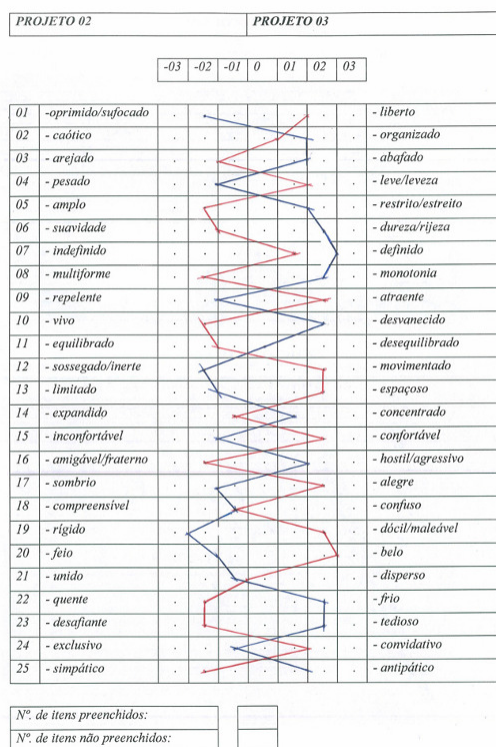 PROJETO 02 PROJETO 03
-03 -02 -01 0 01 02 03
01 -oprimido/sufocado - liberto
02 - caótico - organizado
03 - arejado - abafado
04 - pesado - leve/leveza
05 - amplo - restrito/estreito
06 - suavidade - dureza/rijeza
07 - indefinido - definido
08 - multiforme - monotonia
09 - repelente - atraente
10 - vivo - desvanecido
11 - equilibrado - desequilibrado
12 - sossegado/inerte - movimentado
13 - limitado - espaçoso
14 - expandido - concentrado
15 - inconfortável - confortável
16 - amigável/fraterno - hostil/agressivo
17 - sombrio - alegre
18 - compreensível - confuso
19 - rígido - dócil/maleável
20 - feio - belo
21 - unido - disperso
22 - quente - frio
23 - desafiante - tedioso
24 - exclusivo - convidativo
25 - simpático - antipático
Nº. de itens preenchidos:
Nº. de itens não preenchidos: